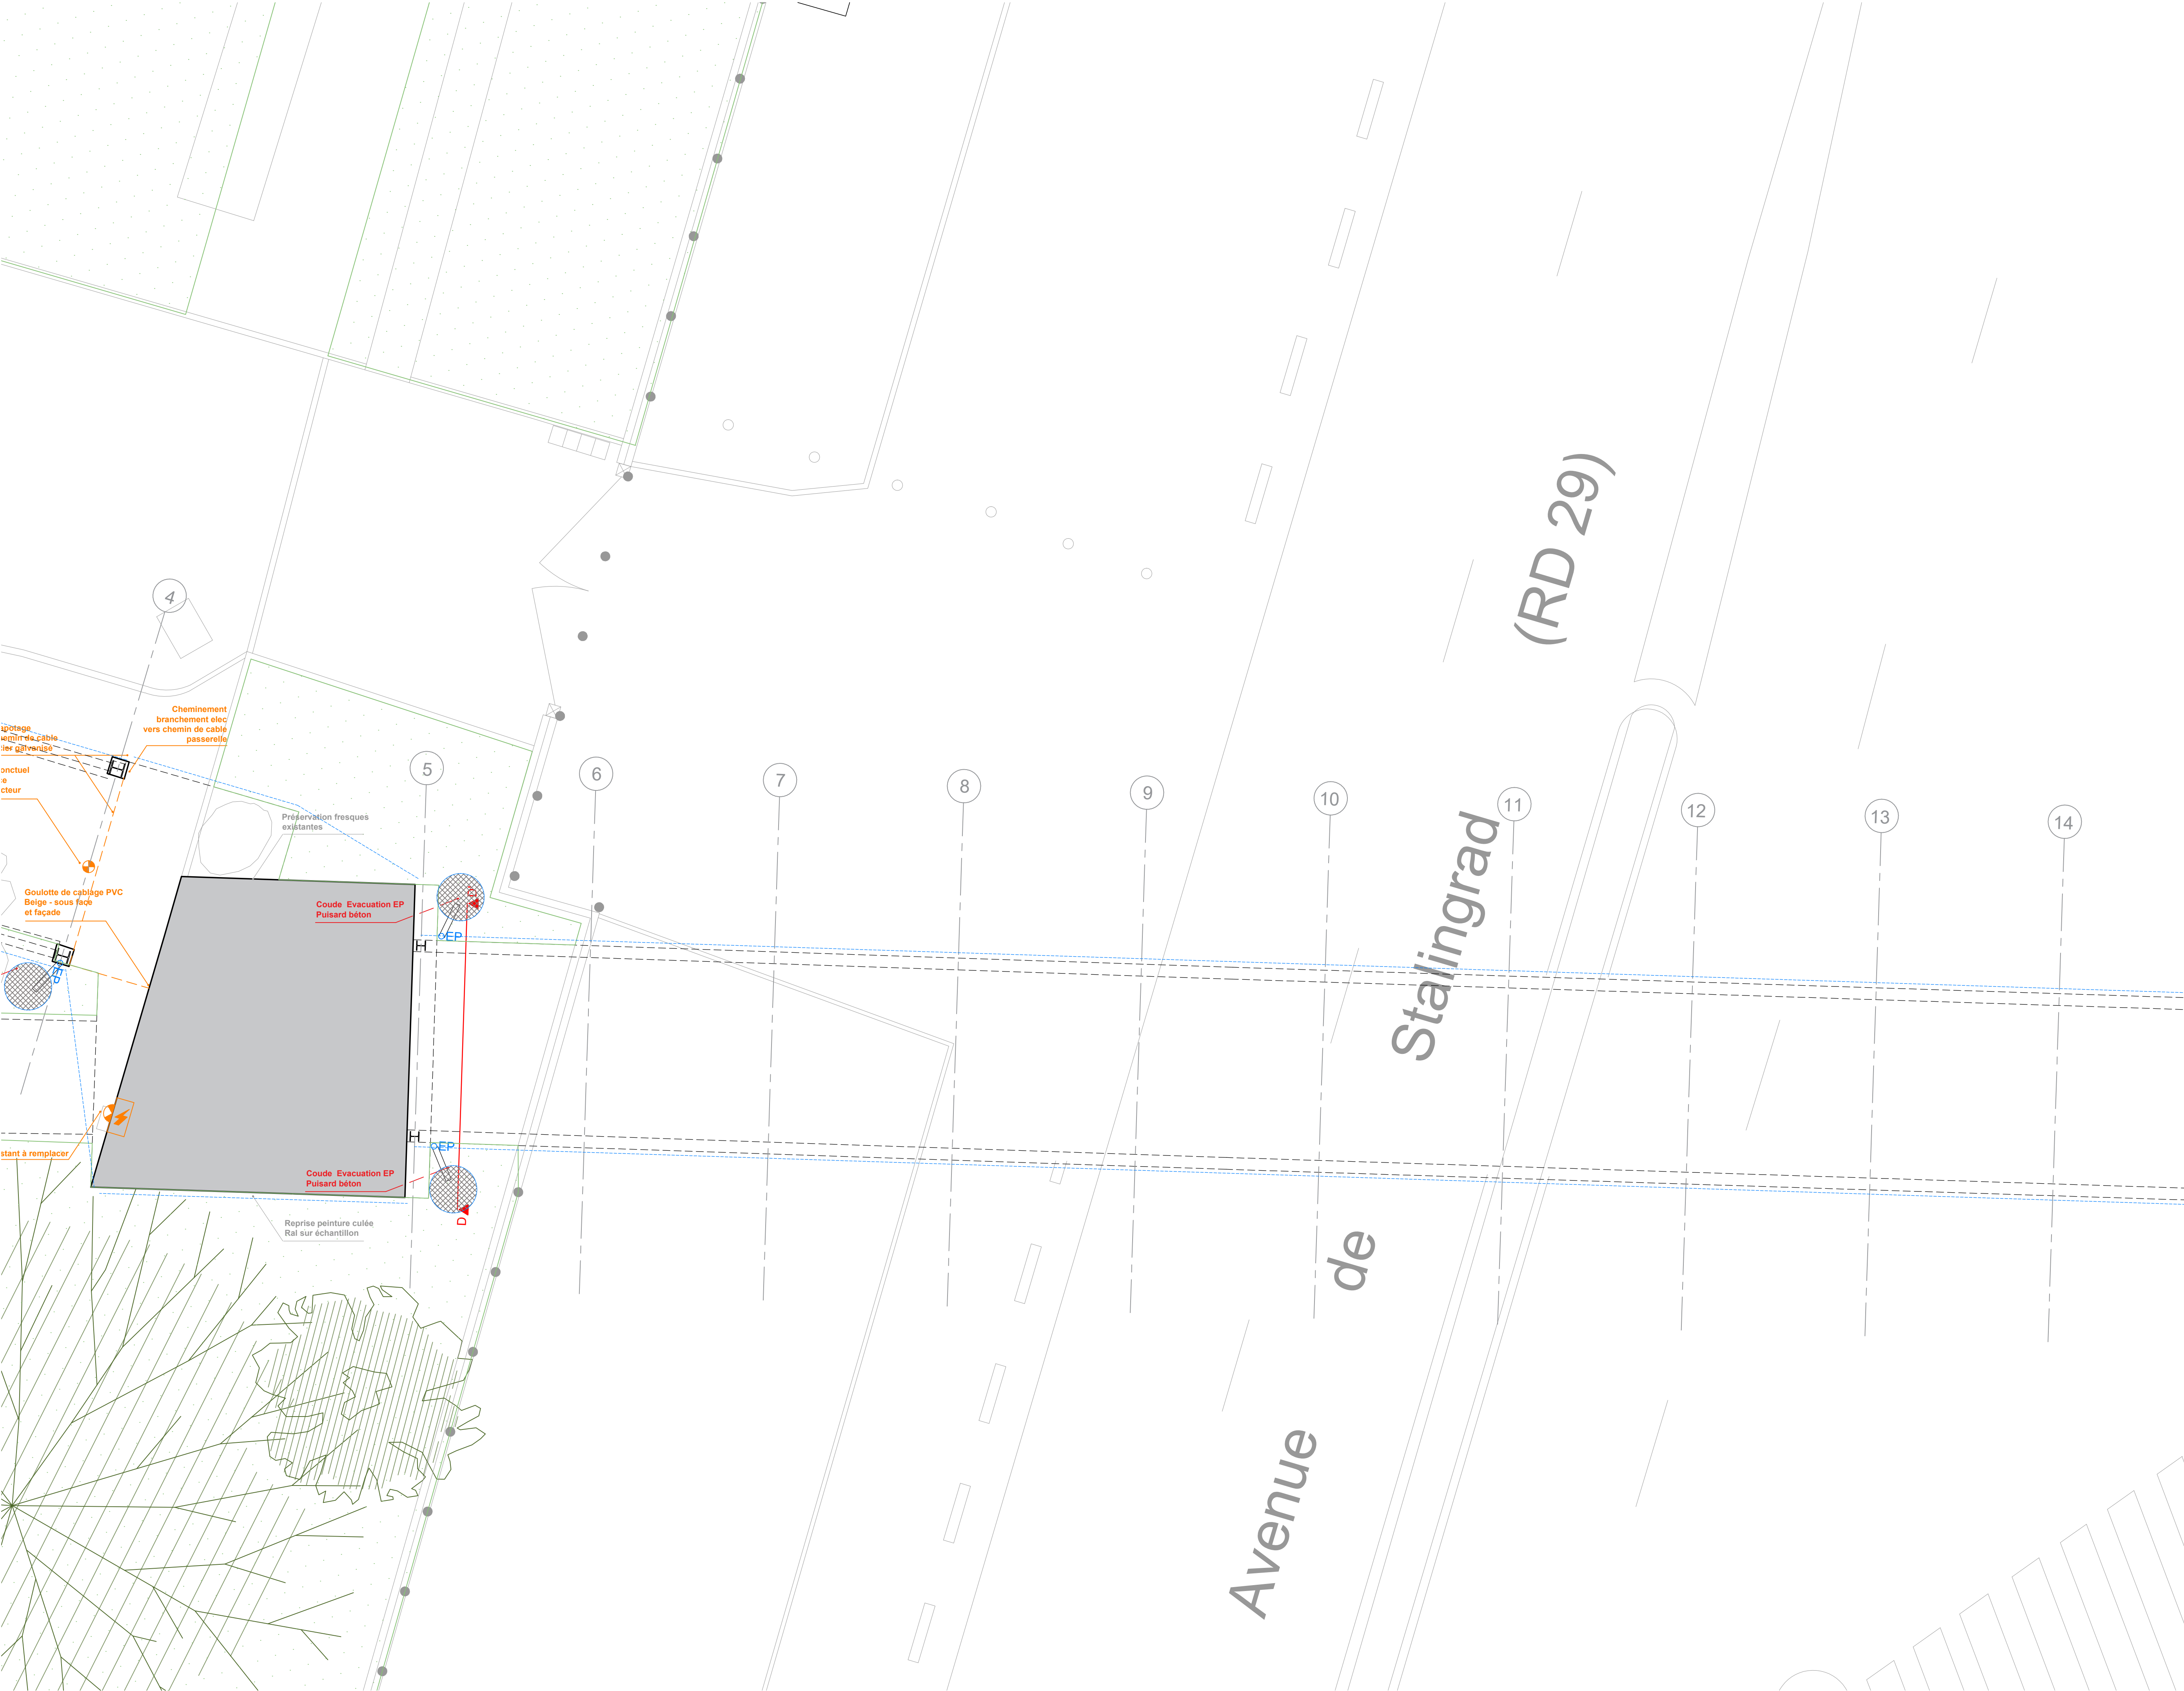 (RD 29)
4
Cheminement
branchement elec
vers chemin de cable
passerelle
5
6
7
8
9
10
11
12
13
14
Préservation fresques
existantes
Goulotte de cablage PVC
Beige - sous face
et façade
Coude Evacuation EP
Puisard béton
D'
EP
EP
Stalingrad
EP
Coude Evacuation EP
Puisard béton
D
Reprise peinture culée
Ral sur échantillon
à remplacer
de
Avenue